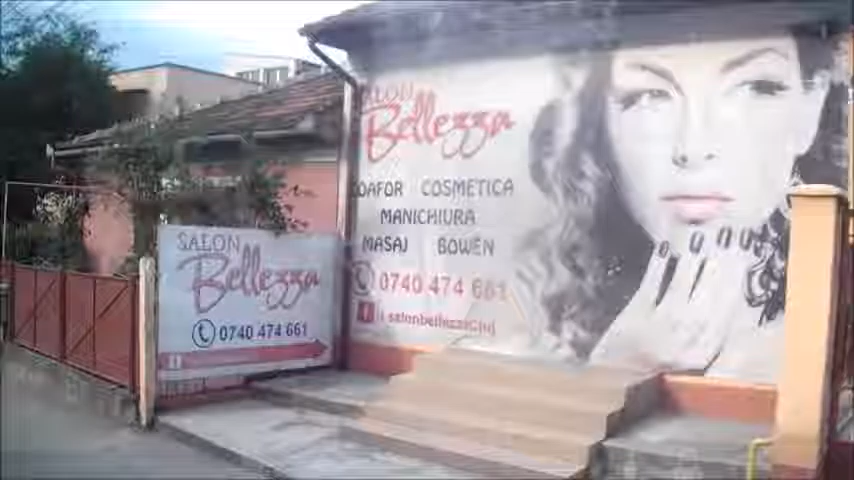 SALON
Bellezza
COAFOR COSMETICA
MANICHIURA
MASAJ BOWEN
0740 474 661
SALON
Bellezza
0740 474 661